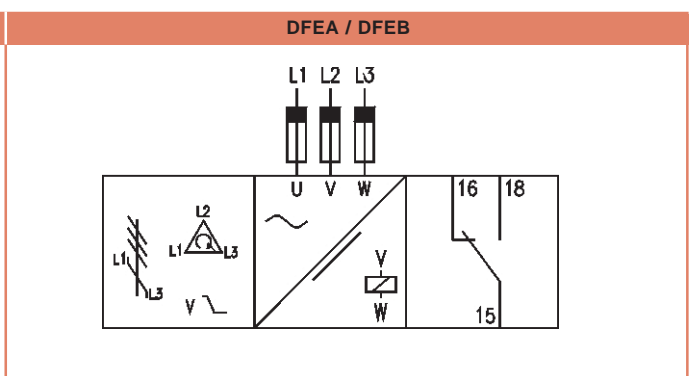 DFEA / DFEB
L1 L2 L3
U V W
16 18
L2
L1 L3
L1
L3
V
V
W
15